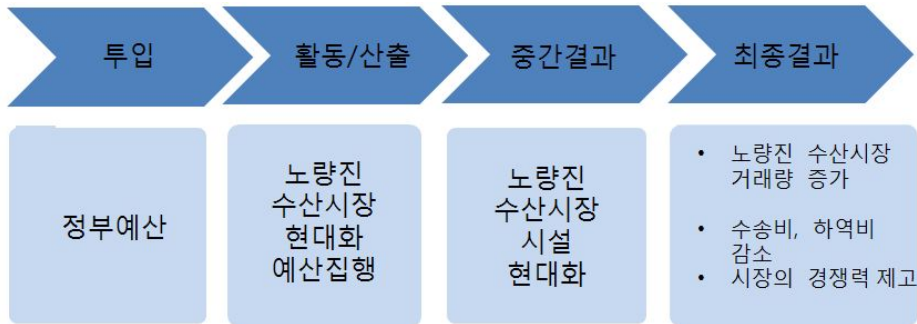 투입
활동/산출
중간결과
최종결과
정부예산
노량진
수산시장
현대화
예산집행
노량진
수산시장
시설
현대화
• 노량진 수산시장
거래량 증가
• 수송비, 하역비
감소
• 시장의 경쟁력 제고